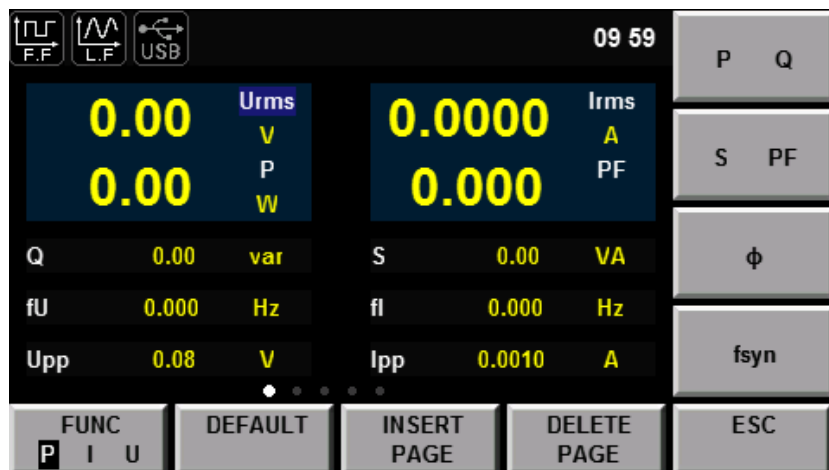 F.F L.F USB 09 59
P Q
0.00 Urms V 0.0000 Irms A
0.00 P W 0.000 PF
S PF
Q 0.00 var S 0.00 VA
ϕ
fU 0.000 Hz fI 0.000 Hz
Upp 0.08 V Ipp 0.0010 A
fsyn
FUNC DEFAULT INSERT DELETE ESC
P I U PAGE PAGE